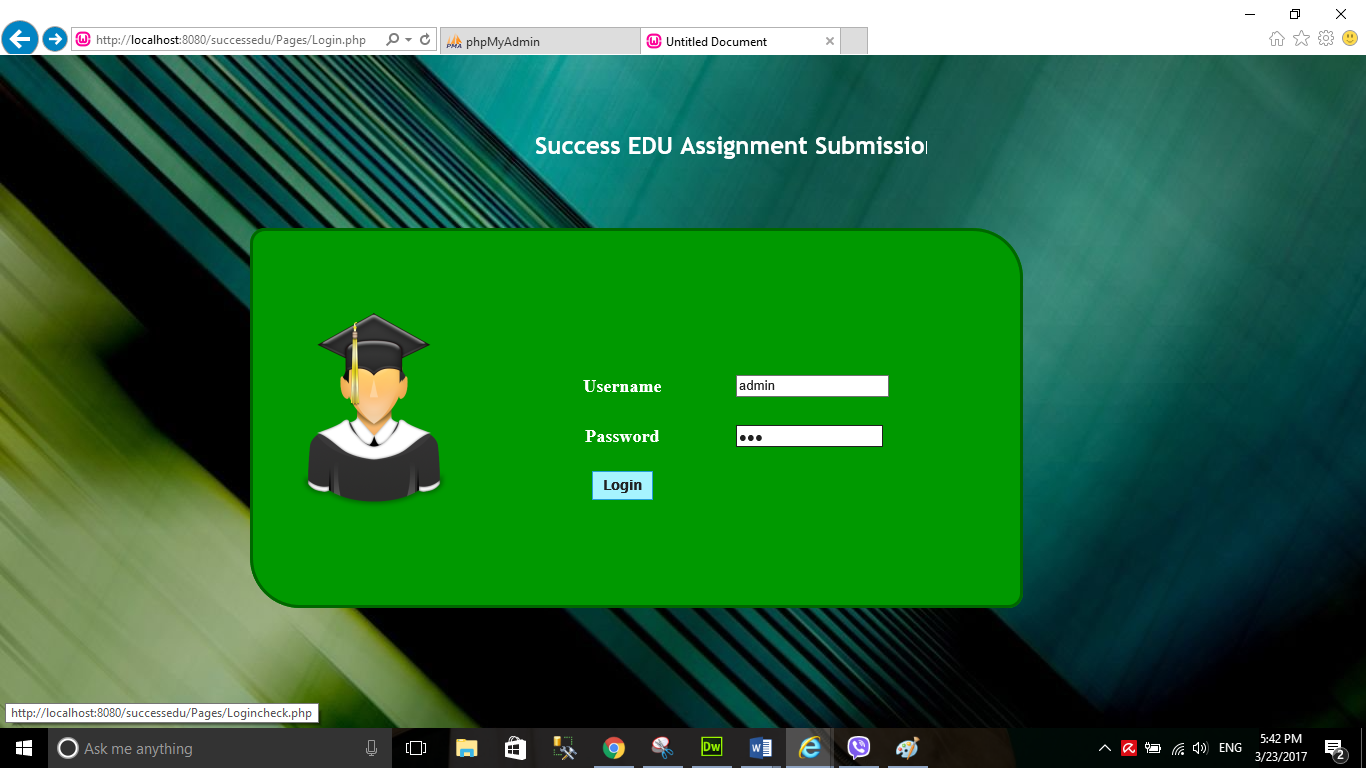 http://localhost:8080/successedu/Pages/Login.php
phpMyAdmin
Untitled Document
Success EDU Assignment Submission
Username
admin
Password
Login
http://localhost:8080/successedu/Pages/Logincheck.php
Ask me anything
Dw
ENG
5:42 PM
3/23/2017
2